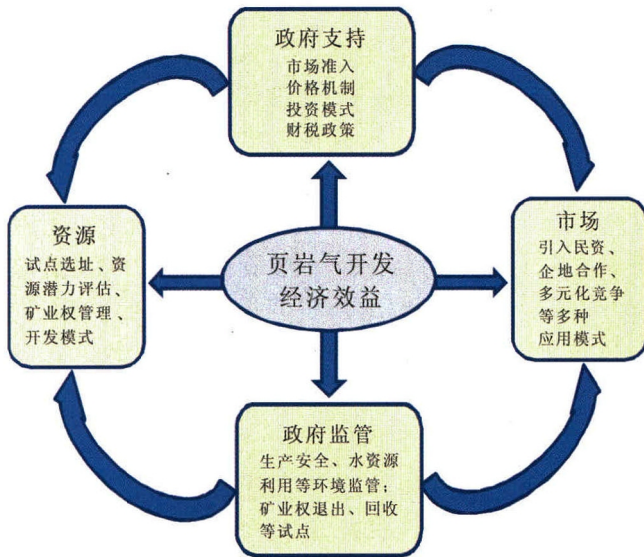 政府支持
市场准入
价格机制
投资模式
财税政策
资源
试点选址、资
源潜力评估、
矿业权管理、
开发模式
页岩气开发
经济效益
市场
引入民资、
企地合作、
多元化竞争
等多种
应用模式
政府监管
生产安全、水资源
利用等环境监管；
矿业权退出、回收
等试点